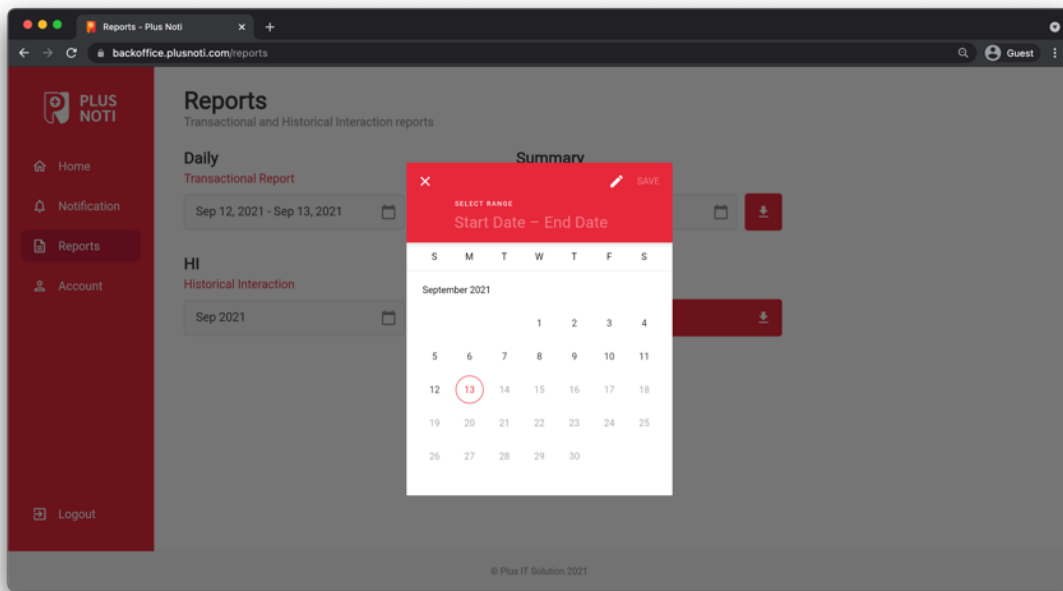 Reports - Plus Noti
backoffice.plusnoti.com/reports
Guest
PLUS
NOTI
Home
Notification
Reports
Account
Logout
Reports
Transactional and Historical Interaction reports
Daily
Transactional Report
Sep 12, 2021 - Sep 13, 2021
Summary
HI
Historical Interaction
Sep 2021
SAVE
SELECT RANGE
Start Date – End Date
S M T W T F S
September 2021
1 2 3 4
5 6 7 8 9 10 11
12 13 14 15 16 17 18
19 20 21 22 23 24 25
26 27 28 29 30
© Plus IT Solution 2021